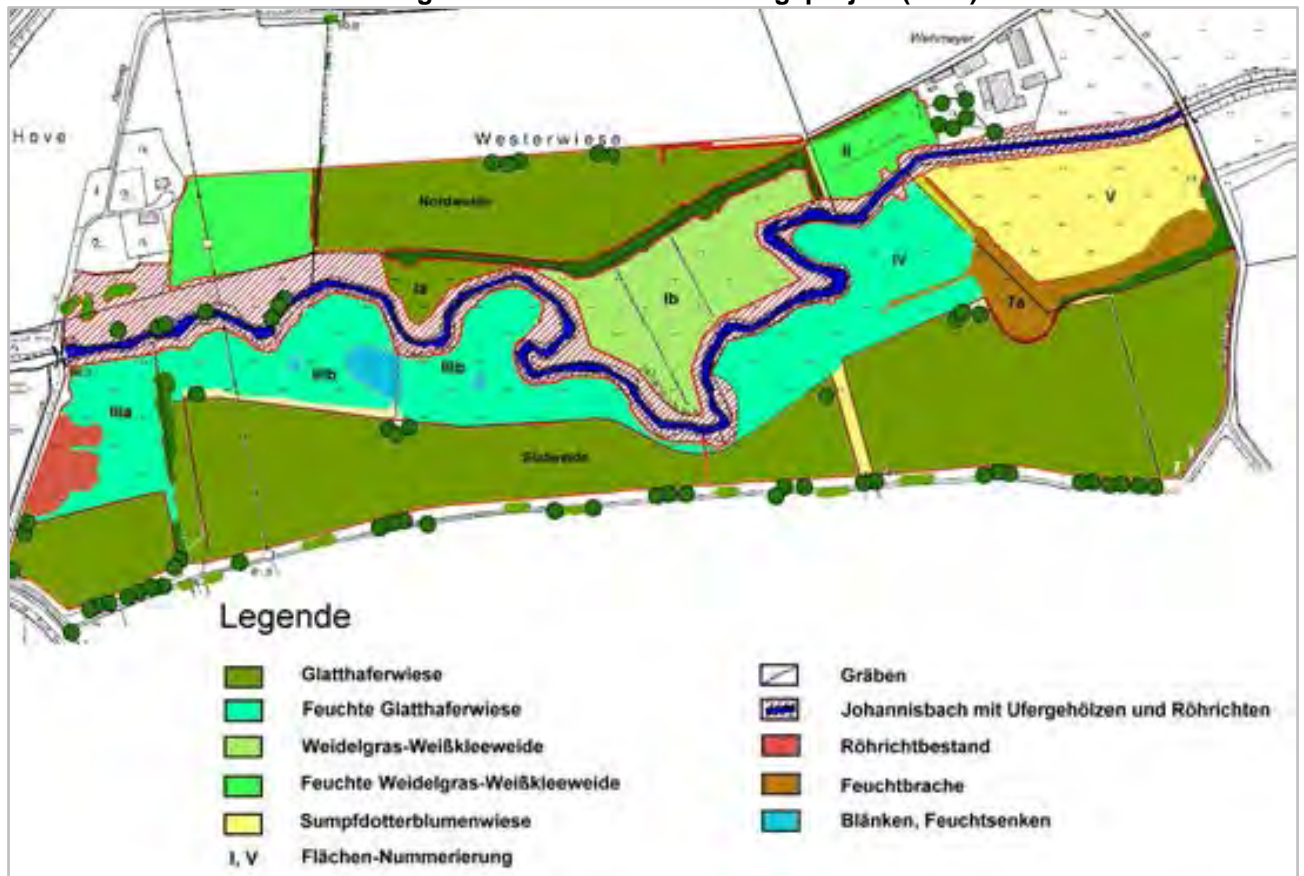 Wehmeyer
Hove
Westerwiese
II
Nordweide
V
IV
Ia
Ib
7a
IIIb
IIIb
IIIa
Südweide
Legende
Glatthaferwiese
Feuchte Glatthaferwiese
Weidelgras-Weißkleeweide
Feuchte Weidelgras-Weißkleeweide
Sumpfdotterblumenwiese
I, V Flächen-Nummerierung
Gräben
Johannisbach mit Ufergehölzen und Röhrichten
Röhrichtbestand
Feuchtbrache
Blänken, Feuchtsenken